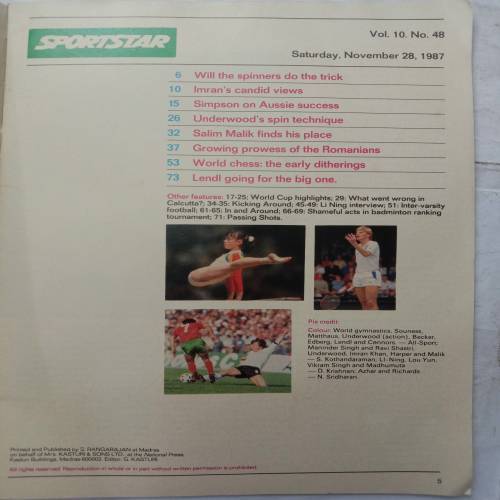 SPORTSTAR
Vol. 10. No. 48
Saturday, November 28, 1987
6 Will the spinners do the trick
10 Imran's candid views
15 Simpson on Aussie success
26 Underwood's spin technique
32 Salim Malik finds his place
37 Growing prowess of the Romanians
53 World chess: the early ditherings
73 Lendl going for the big one.
Other features: 17-25: World Cup highlights; 29: What went wrong in
Calcutta?; 34-35: Kicking Around; 45-49: Li Ning interview; 51: Inter-varsity
football; 61-65: In and Around; 66-69: Shameful acts in badminton ranking
tournament; 71: Passing Shots.
7
Pix credit:
Colour: World gymnastics, Souness,
Matthaus, Underwood (action), Becker,
Edberg, Lendl and Connors — All-Spor;
Maninder Singh and Ravi Shastri,
Underwood, Imran Khan, Harper and Malik
— S. Kothandaraman, Li-Ning, Lou Yun,
Vikram Singh and Madhumita
— D. Krishnan; Azhar and Richards
— N. Sridharan.
Printed and Published by S. RANGARAJAN at Madras
on behalf of M/s. KASTURI & SONS LTD., at the National Press,
Kasturi Buildings, Madras-600002. Editor: G. KASTURI.
All rights reserved. Reproduction in whole or in part without written permission is prohibited.
5